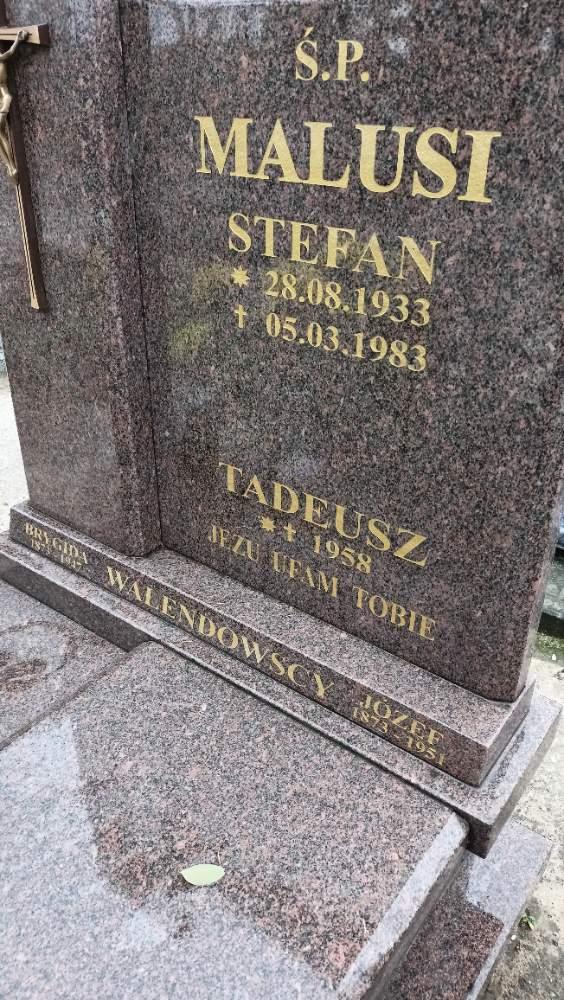 Ś.P.
MALUSI
STEFAN
* 28.08.1933
† 05.03.1983
TADEUSZ
*† 1958
JEZU UFAM TOBIE
BRYGIDA
WALENDOWSCY
JÓZEF
1873-1951